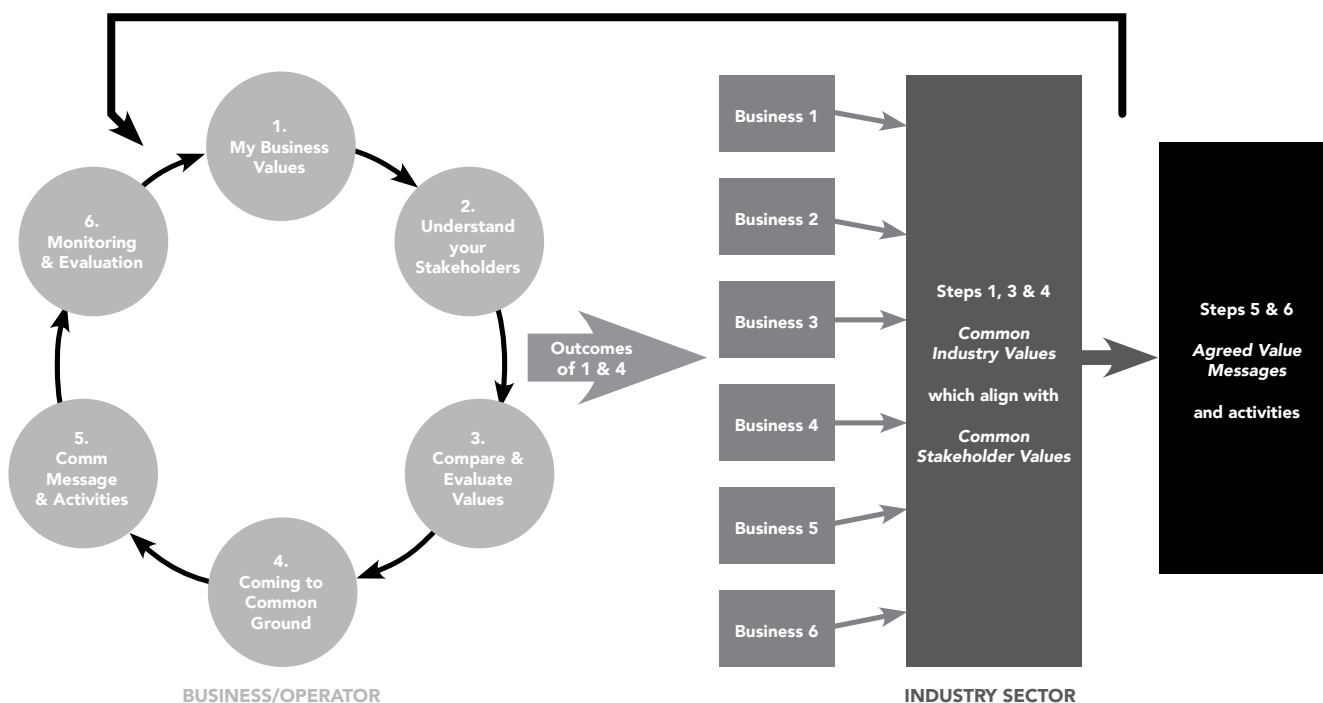 1.
My Business
Values
2.
Understand
your
Stakeholders
3.
Compare &
Evaluate
Values
4.
Coming to
Common
Ground
5.
Comm
Message
& Activities
6.
Monitoring
& Evaluation
BUSINESS/OPERATOR
Outcomes
of 1 & 4
Business 1
Business 2
Business 3
Business 4
Business 5
Business 6
Steps 1, 3 & 4
Common
Industry Values
which align with
Common
Stakeholder Values
INDUSTRY SECTOR
Steps 5 & 6
Agreed Value
Messages
and activities